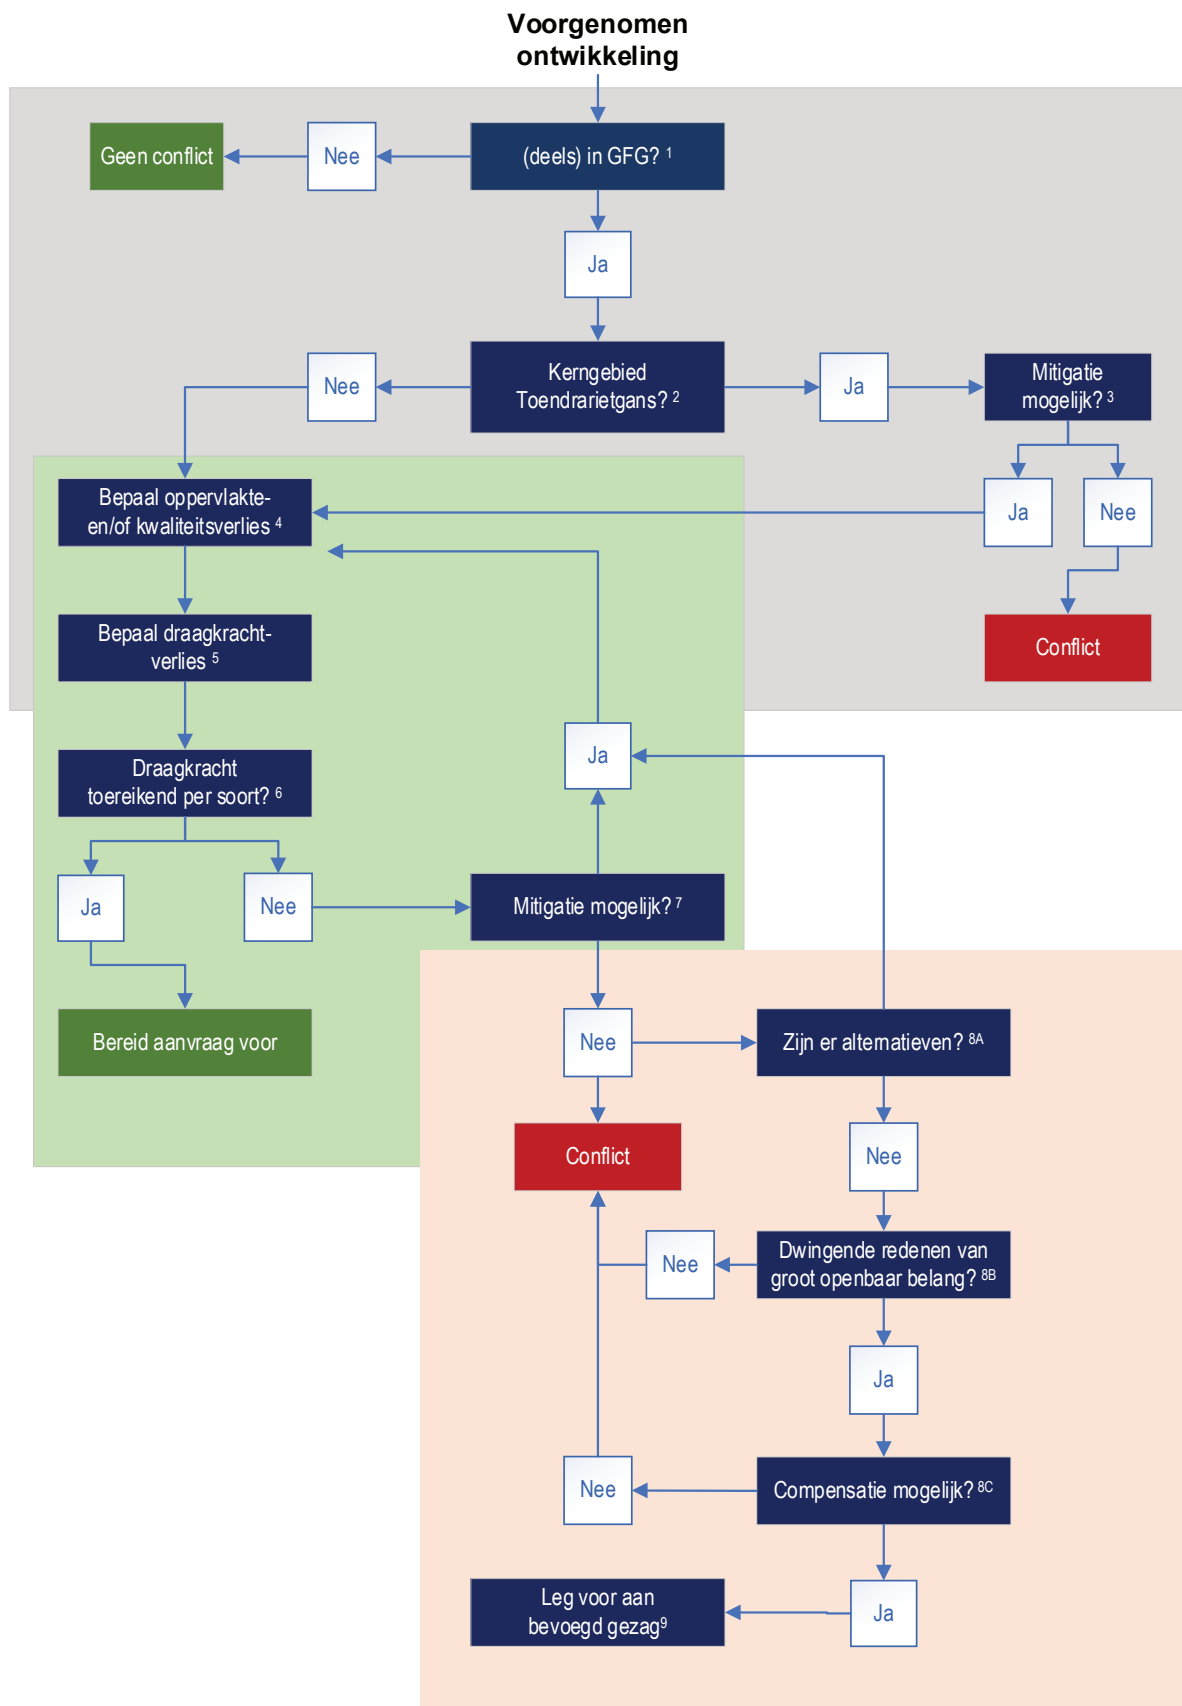 Voorgenomen
ontwikkeling
Geen conflict
Nee
(deels) in GFG? 1
Ja
Nee
Kerngebied
Toendrarietgans? 2
Ja
Mitigatie
mogelijk? 3
Bepaal oppervlakte-
en/of kwaliteitsverlies 4
Ja
Nee
Bepaal draagkracht-
verlies 5
Conflict
Ja
Draagkracht
toereikend per soort? 6
Ja
Nee
Mitigatie mogelijk? 7
Bereid aanvraag voor
Nee
Zijn er alternatieven? 8A
Conflict
Nee
Nee
Dwingende redenen van
groot openbaar belang? 8B
Ja
Nee
Compensatie mogelijk? 8C
Leg voor aan
bevoegd gezag9
Ja